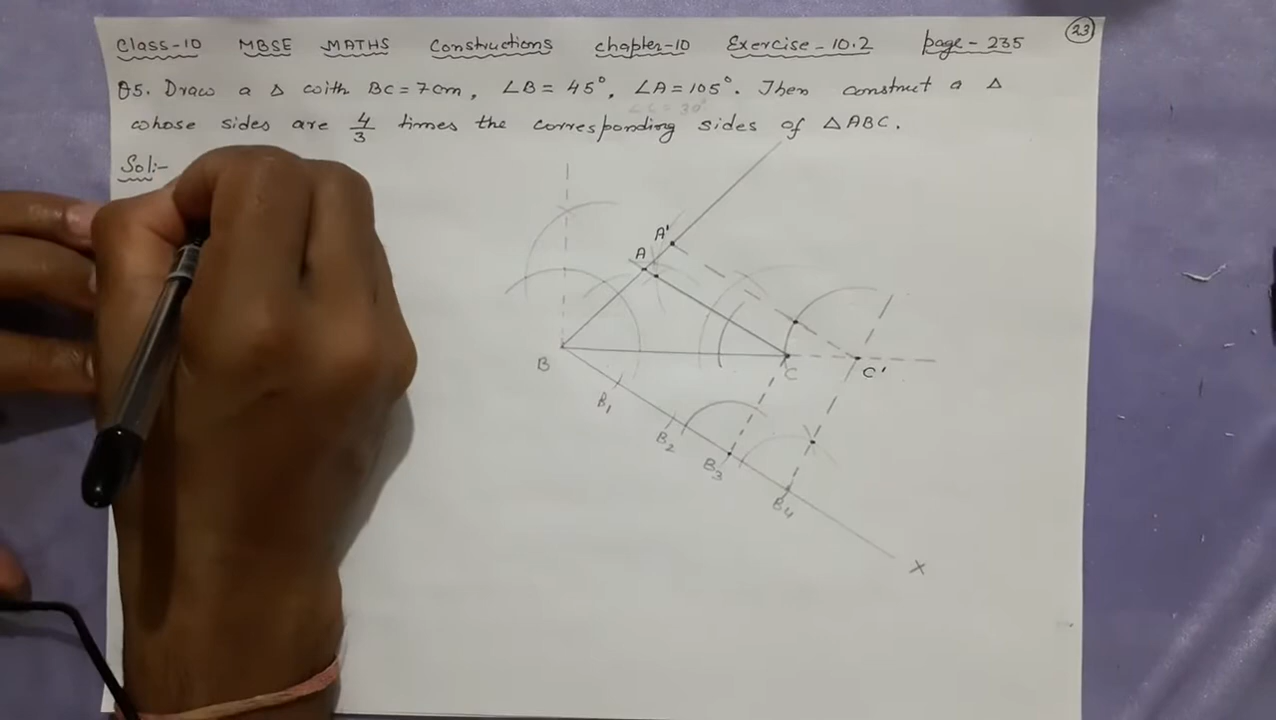 23
Class-10 MBSE MATHS Constructions chapter-10 Exercise-10.2 page-235
Q5. Draw a Δ with BC = 7cm, ∠B = 45°, ∠A = 105°. Then construct a Δ
∠C = 30°
whose sides are 4/3 times the corresponding sides of ΔABC.
Sol:-
A'
A
B
C
C'
B1
B2
B3
B4
X